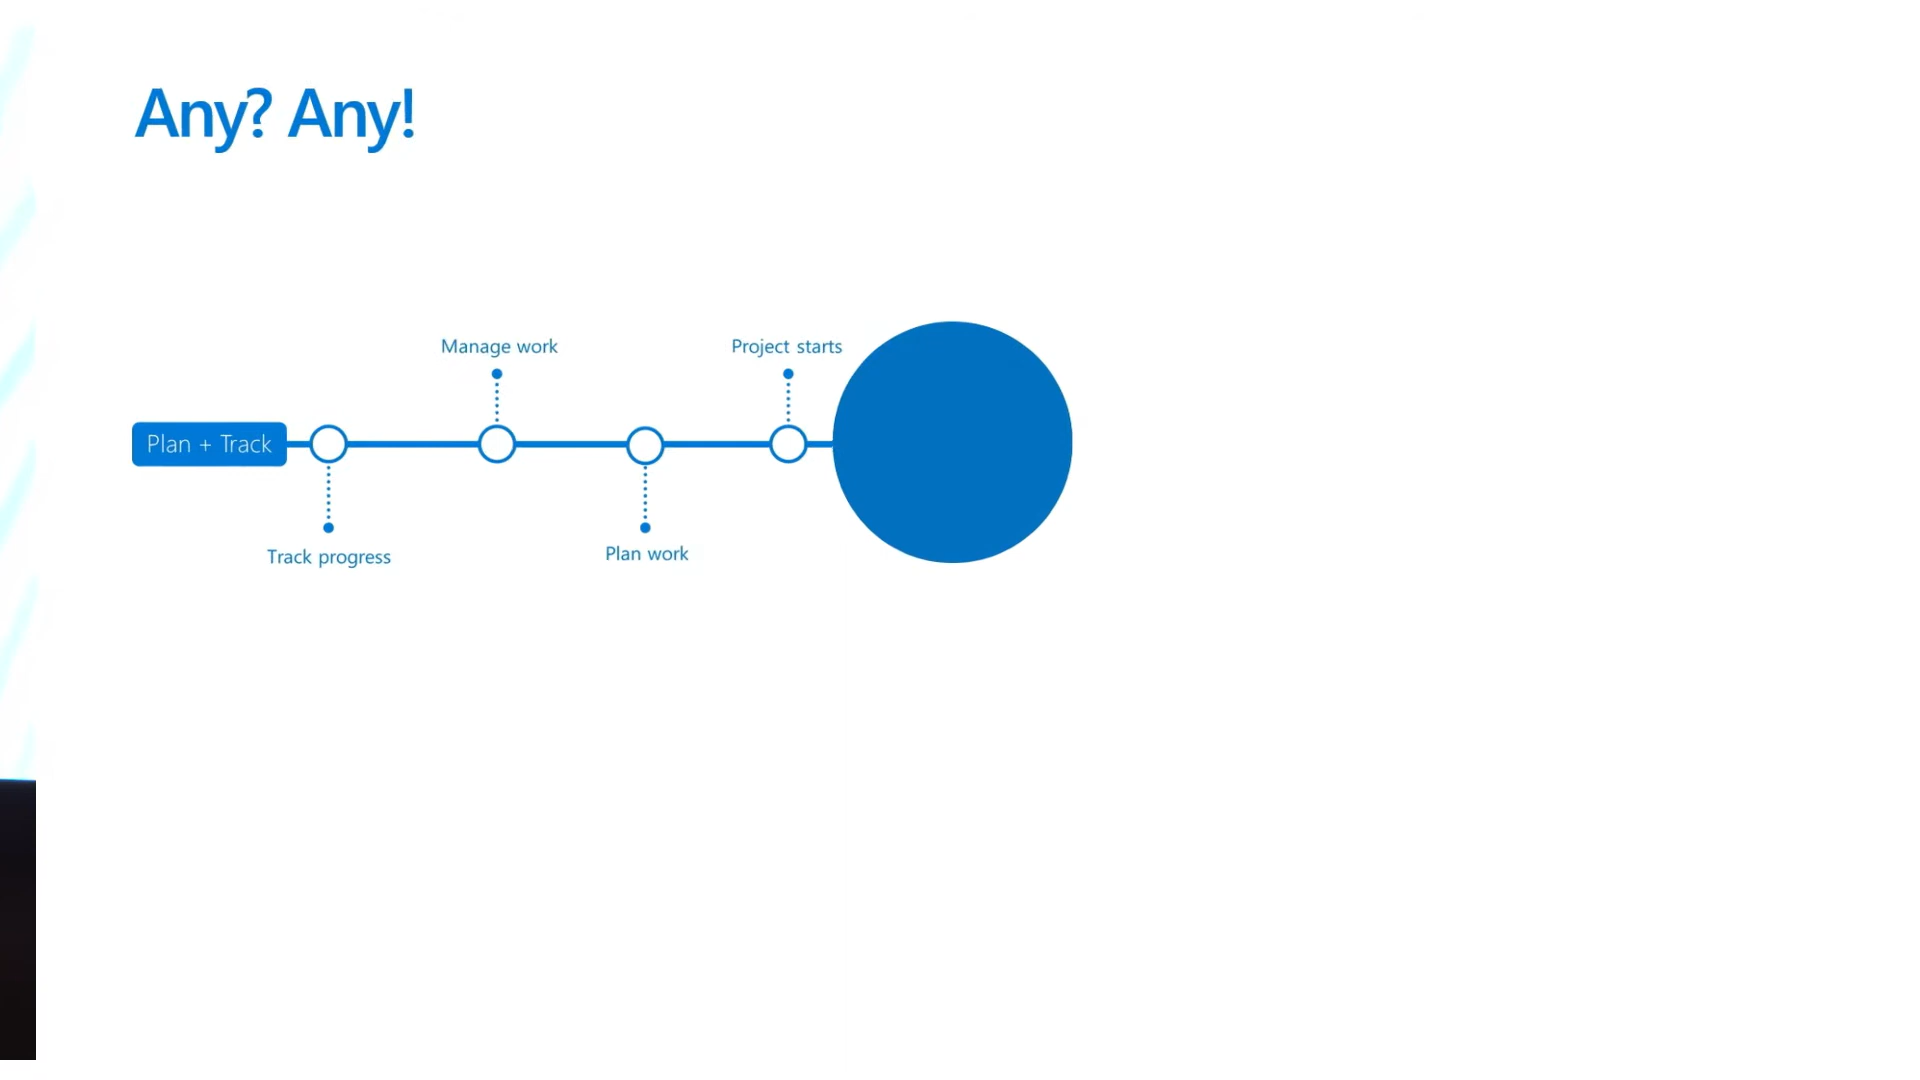 Any? Any!
Manage work
Project starts
Plan + Track
Track progress
Plan work